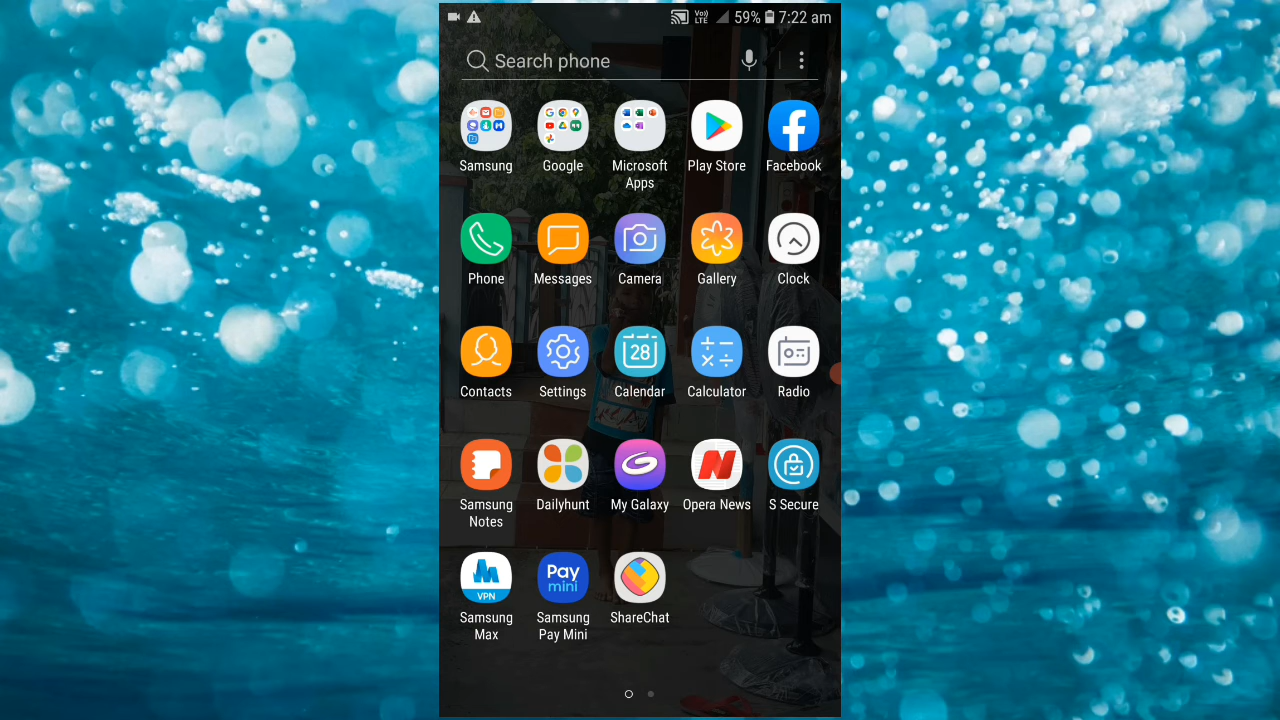 Vo))
LTE
59%
7:22 am
Search phone
Samsung
Google
Microsoft
Apps
Play Store
Facebook
Phone
Messages
Camera
Gallery
Clock
28
Contacts
Settings
Calendar
Calculator
Radio
Samsung
Notes
Dailyhunt
My Galaxy
Opera News
S Secure
VPN
Pay
mini
Samsung
Max
Samsung
Pay Mini
ShareChat